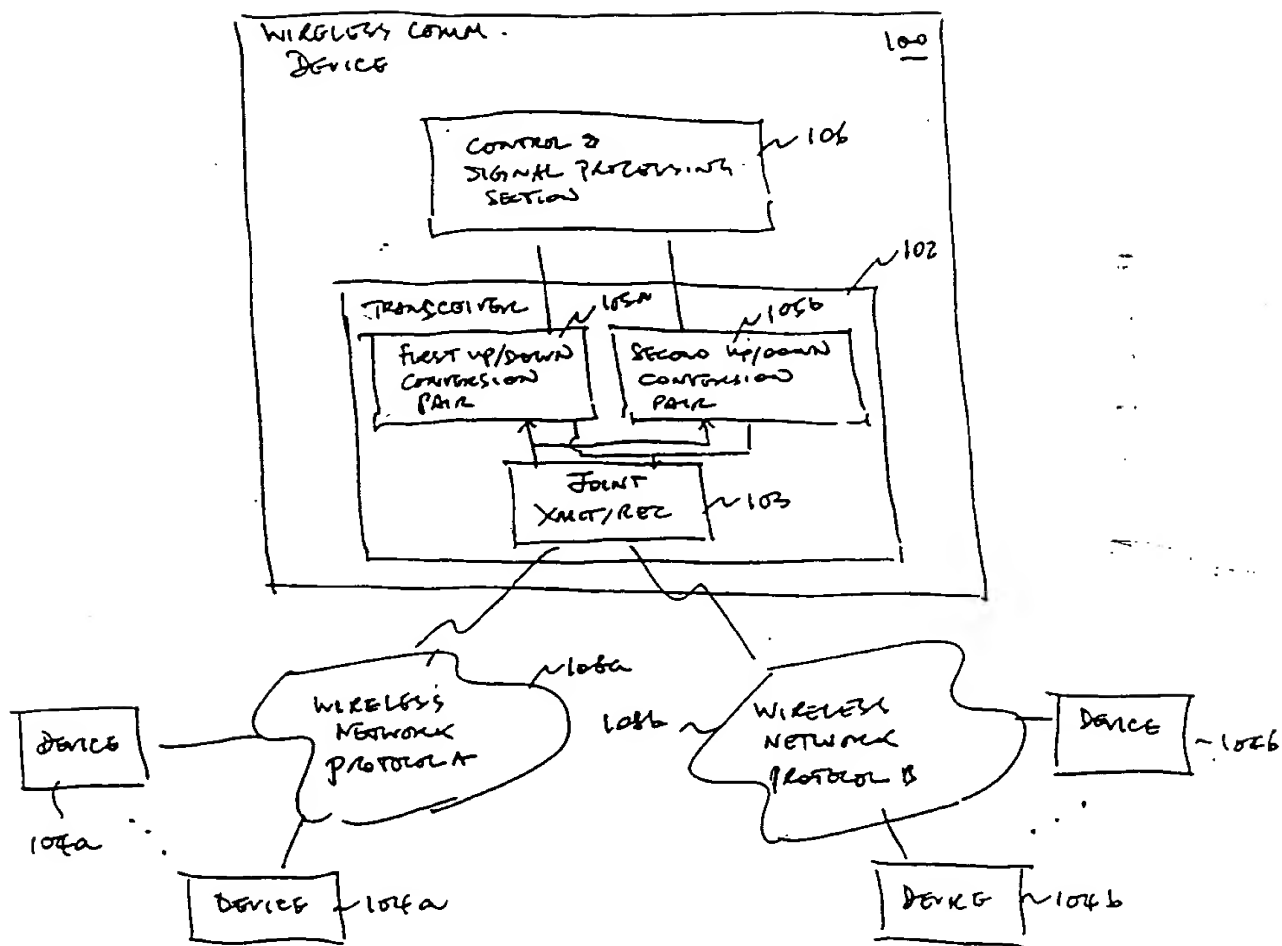 WIRELESS COMM.
DEVICE
100
CONTROL &
SIGNAL PROCESSING
SECTION
106
102
TRANSCEIVER
105a
105b
FIRST UP/DOWN
CONVERSION
PAIR
SECOND UP/DOWN
CONVERSION
PAIR
JOINT
XMIT/REC
103
108a
WIRELESS
NETWORK
PROTOCOL A
108b
WIRELESS
NETWORK
PROTOCOL B
DEVICE
104a
DEVICE
104b
DEVICE
104a
DEVICE
104b